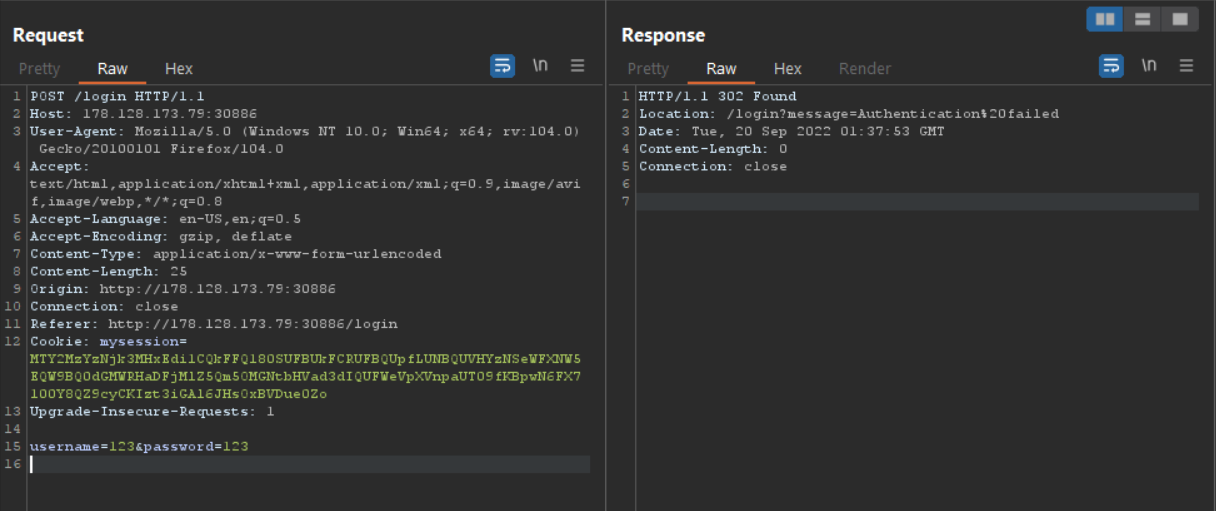 Request
Pretty Raw Hex
\n
1 POST /login HTTP/1.1
2 Host: 178.128.173.79:30886
3 User-Agent: Mozilla/5.0 (Windows NT 10.0; Win64; x64; rv:104.0)
Gecko/20100101 Firefox/104.0
4 Accept:
text/html,application/xhtml+xml,application/xml;q=0.9,image/avi
f,image/webp,*/*;q=0.8
5 Accept-Language: en-US,en;q=0.5
6 Accept-Encoding: gzip, deflate
7 Content-Type: application/x-www-form-urlencoded
8 Content-Length: 25
9 Origin: http://178.128.173.79:30886
10 Connection: close
11 Referer: http://178.128.173.79:30886/login
12 Cookie: mysession=
13 Upgrade-Insecure-Requests: 1
14
15 username=123&password=123
16
Response
Pretty Raw Hex Render
\n
1 HTTP/1.1 302 Found
2 Location: /login?message=Authentication%20failed
3 Date: Tue, 20 Sep 2022 01:37:53 GMT
4 Content-Length: 0
5 Connection: close
6
7